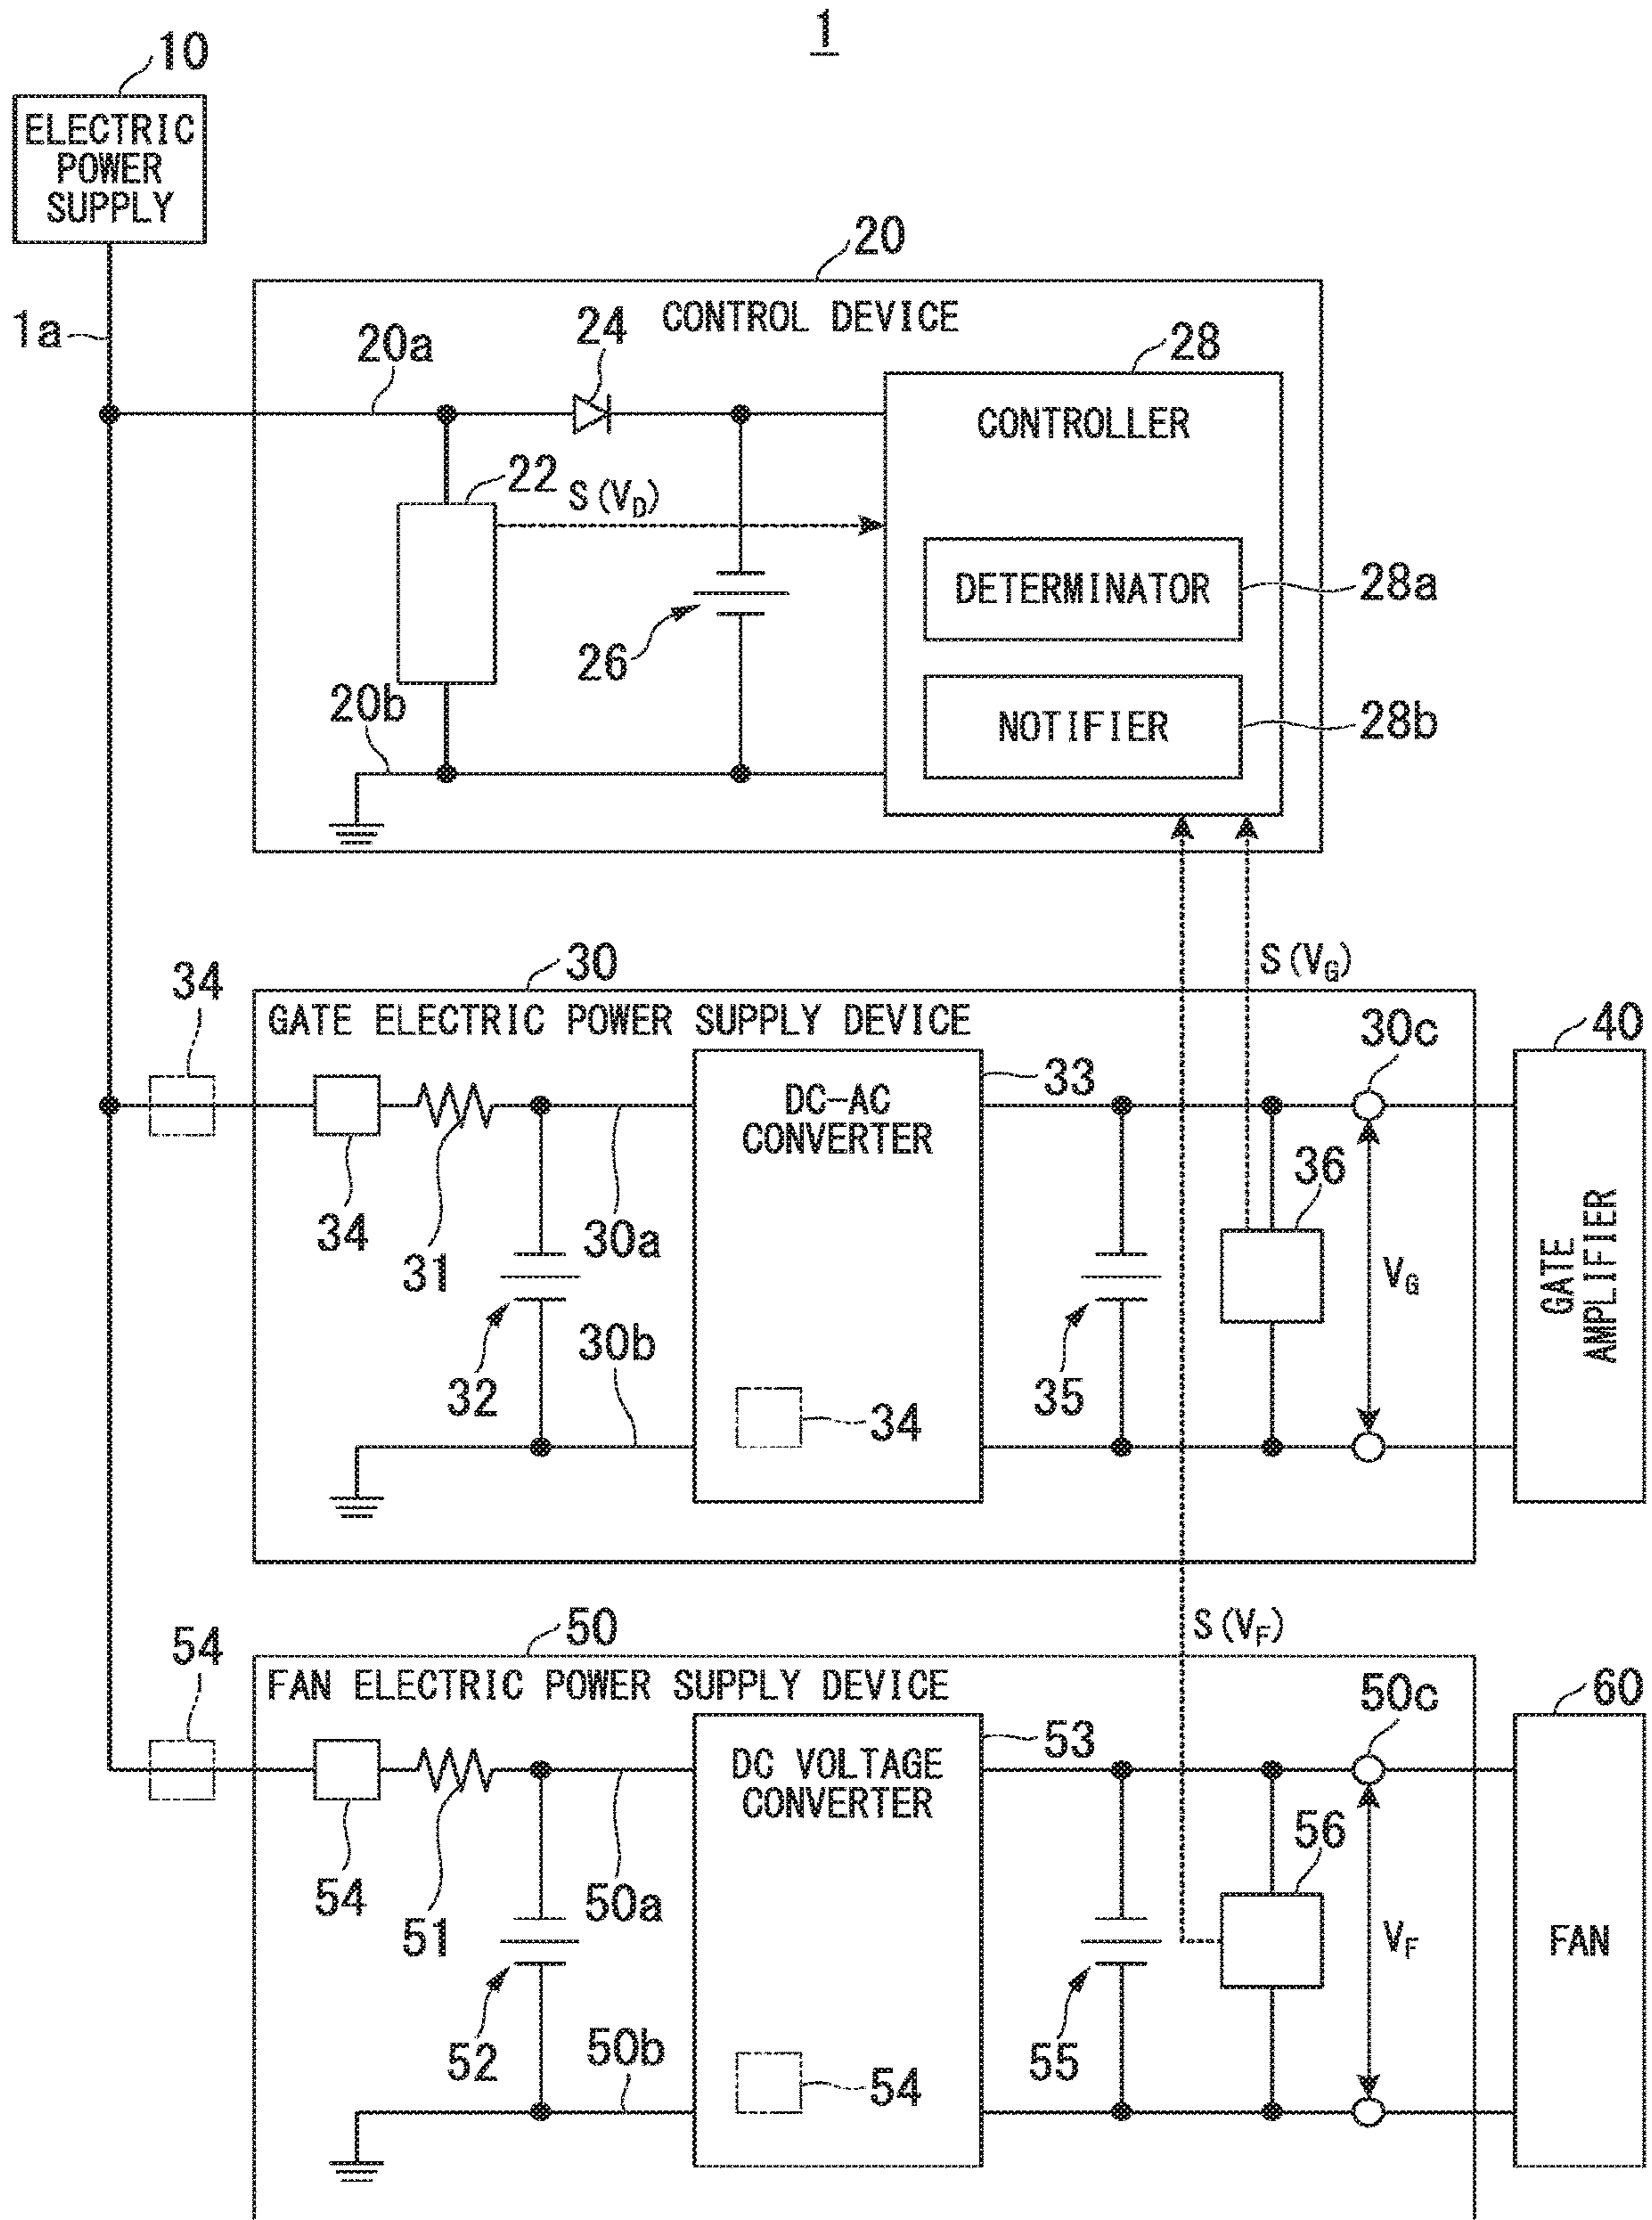 1
10
ELECTRIC
POWER
SUPPLY
1a
20
CONTROL DEVICE
20a
24
28
CONTROLLER
22
S(VD)
DETERMINATOR
28a
26
20b
NOTIFIER
28b
34
30
S(VG)
GATE ELECTRIC POWER SUPPLY DEVICE
30c
40
33
DC-AC
CONVERTER
34
31
30a
36
VG
GATE
AMPLIFIER
32
30b
35
34
54
50
S(VF)
FAN ELECTRIC POWER SUPPLY DEVICE
50c
60
53
DC VOLTAGE
CONVERTER
54
51
50a
56
VF
FAN
52
50b
55
54